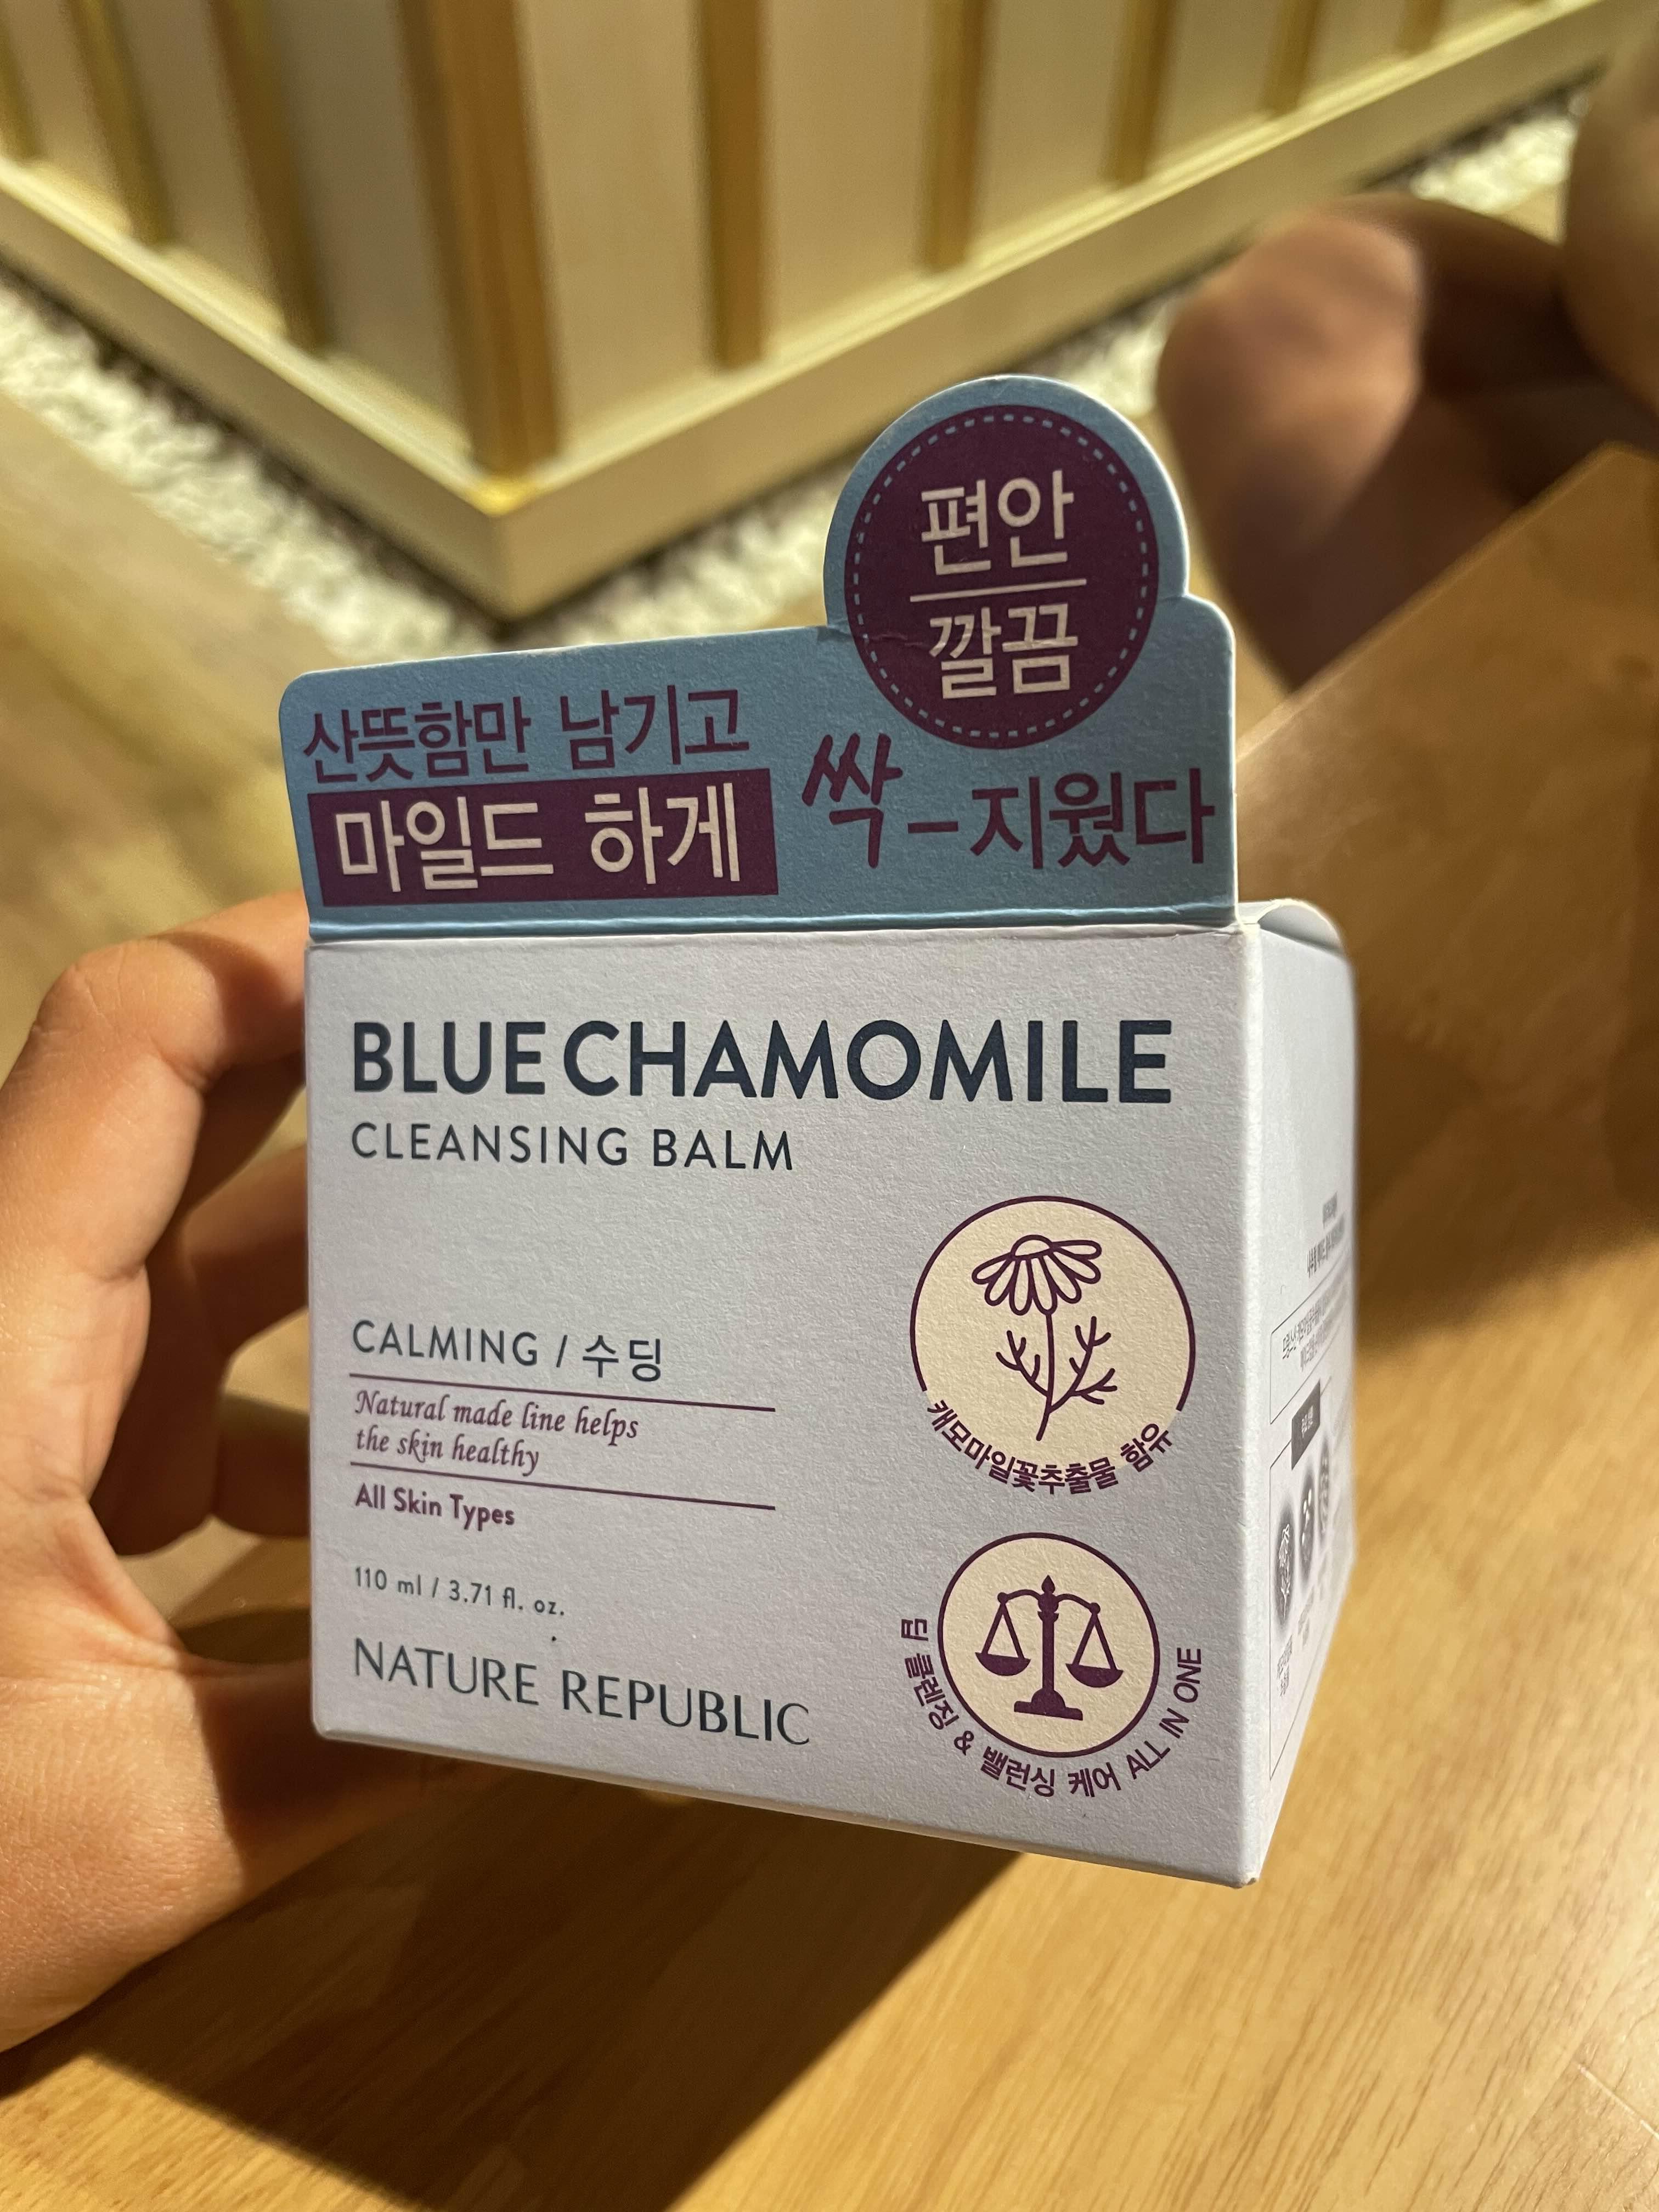 편안
깔끔
산뜻함만 남기고
마일드 하게
싹-지웠다
BLUE CHAMOMILE
CLEANSING BALM
CALMING / 수딩
Natural made line helps
the skin healthy
All Skin Types
110 ml / 3.71 fl. oz.
NATURE REPUBLIC
캐모마일꽃추출물 함유
딥 클렌징 & 밸런싱 케어 ALL IN ONE